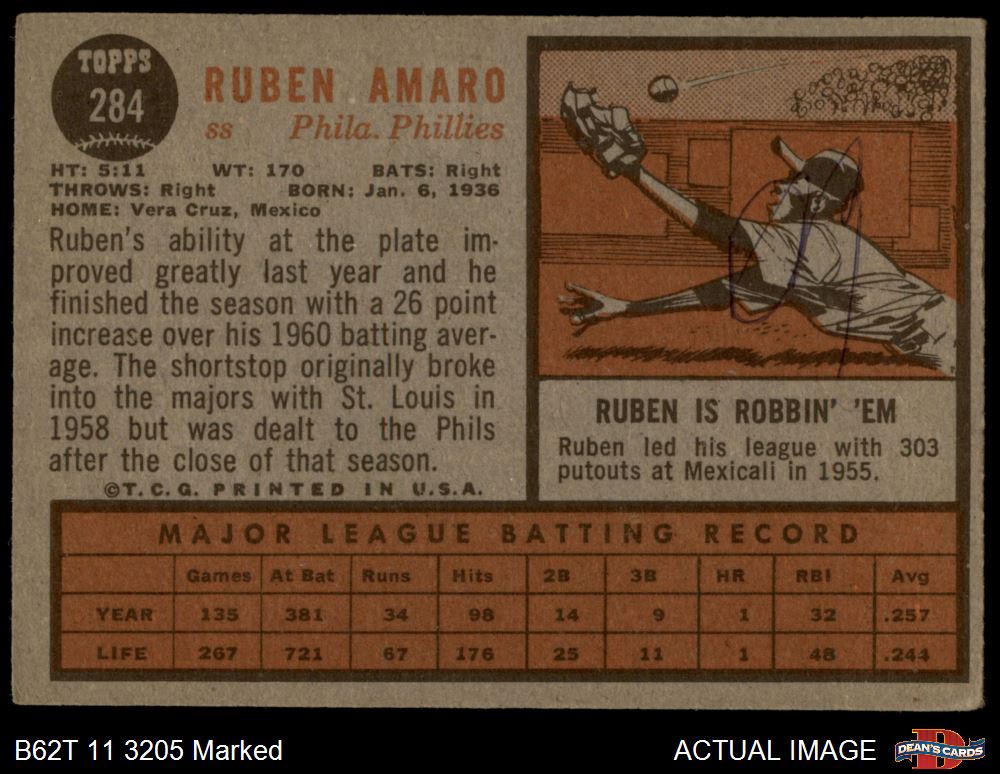 TOPPS
284
RUBEN AMARO
ss Phila. Phillies
HT: 5:11 WT: 170 BATS: Right
THROWS: Right BORN: Jan. 6, 1936
HOME: Vera Cruz, Mexico
Ruben's ability at the plate im-
proved greatly last year and he
finished the season with a 26 point
increase over his 1960 batting aver-
age. The shortstop originally broke
into the majors with St. Louis in
1958 but was dealt to the Phils
after the close of that season.
©T.C.G. PRINTED IN U.S.A.
RUBEN IS ROBBIN' 'EM
Ruben led his league with 303
putouts at Mexicali in 1955.
MAJOR LEAGUE BATTING RECORD
Games At Bat Runs Hits 2B 3B HR RBI Avg
YEAR 135 381 34 98 14 9 1 32 .257
LIFE 267 721 67 176 25 11 1 48 .244
B62T 11 3205 Marked
ACTUAL IMAGE
D
DEAN'S CARDS